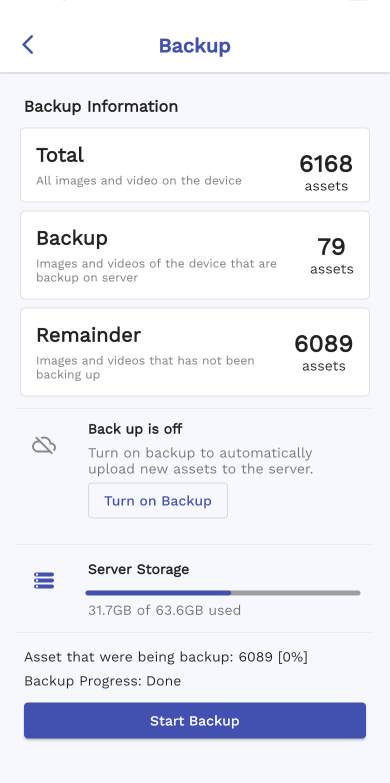 Backup
Backup Information
Total
All images and video on the device
6168
assets
Backup
Images and videos of the device that are
backup on server
79
assets
Remainder
Images and videos that has not been
backing up
6089
assets
Back up is off
Turn on backup to automatically
upload new assets to the server.
Turn on Backup
Server Storage
31.7GB of 63.6GB used
Asset that were being backup: 6089 [0%]
Backup Progress: Done
Start Backup